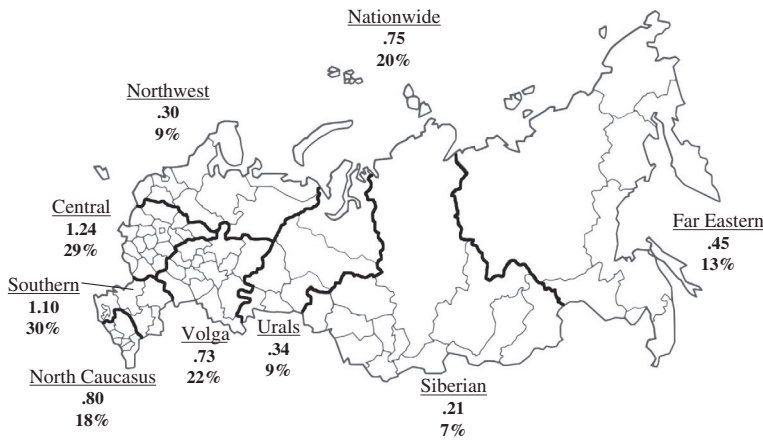 Nationwide
.75
20%
Northwest
.30
9%
Central
1.24
29%
Far Eastern
.45
13%
Southern
1.10
30%
Volga
.73
22%
Urals
.34
9%
North Caucasus
.80
18%
Siberian
.21
7%